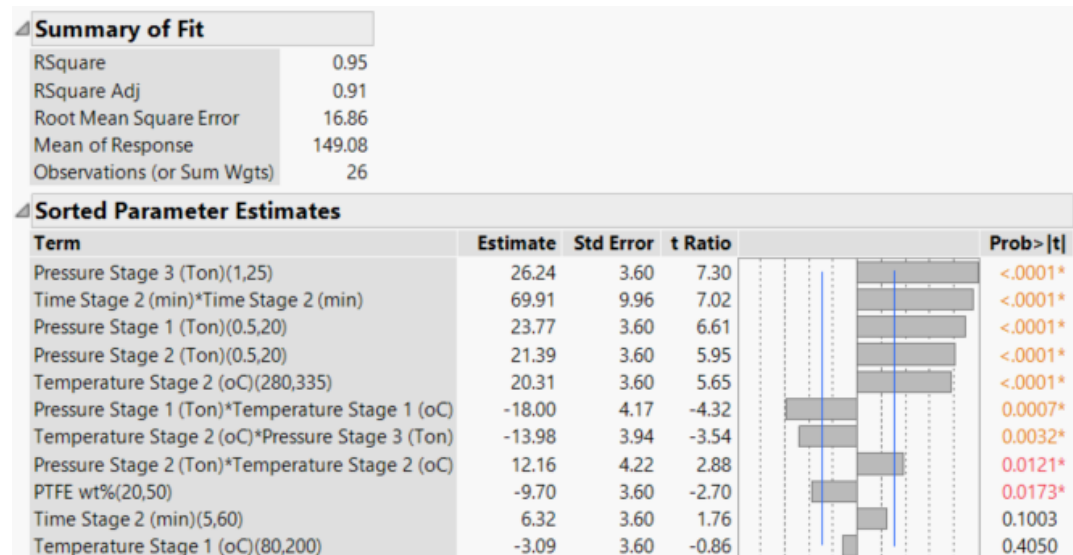 Summary of Fit
RSquare 0.95
RSquare Adj 0.91
Root Mean Square Error 16.86
Mean of Response 149.08
Observations (or Sum Wgts) 26
Sorted Parameter Estimates
Term Estimate Std Error t Ratio Prob>|t|
Pressure Stage 3 (Ton)(1,25) 26.24 3.60 7.30 <.0001*
Time Stage 2 (min)*Time Stage 2 (min) 69.91 9.96 7.02 <.0001*
Pressure Stage 1 (Ton)(0.5,20) 23.77 3.60 6.61 <.0001*
Pressure Stage 2 (Ton)(0.5,20) 21.39 3.60 5.95 <.0001*
Temperature Stage 2 (oC)(280,335) 20.31 3.60 5.65 <.0001*
Pressure Stage 1 (Ton)*Temperature Stage 1 (oC) -18.00 4.17 -4.32 0.0007*
Temperature Stage 2 (oC)*Pressure Stage 3 (Ton) -13.98 3.94 -3.54 0.0032*
Pressure Stage 2 (Ton)*Temperature Stage 2 (oC) 12.16 4.22 2.88 0.0121*
PTFE wt%(20,50) -9.70 3.60 -2.70 0.0173*
Time Stage 2 (min)(5,60) 6.32 3.60 1.76 0.1003
Temperature Stage 1 (oC)(80,200) -3.09 3.60 -0.86 0.4050